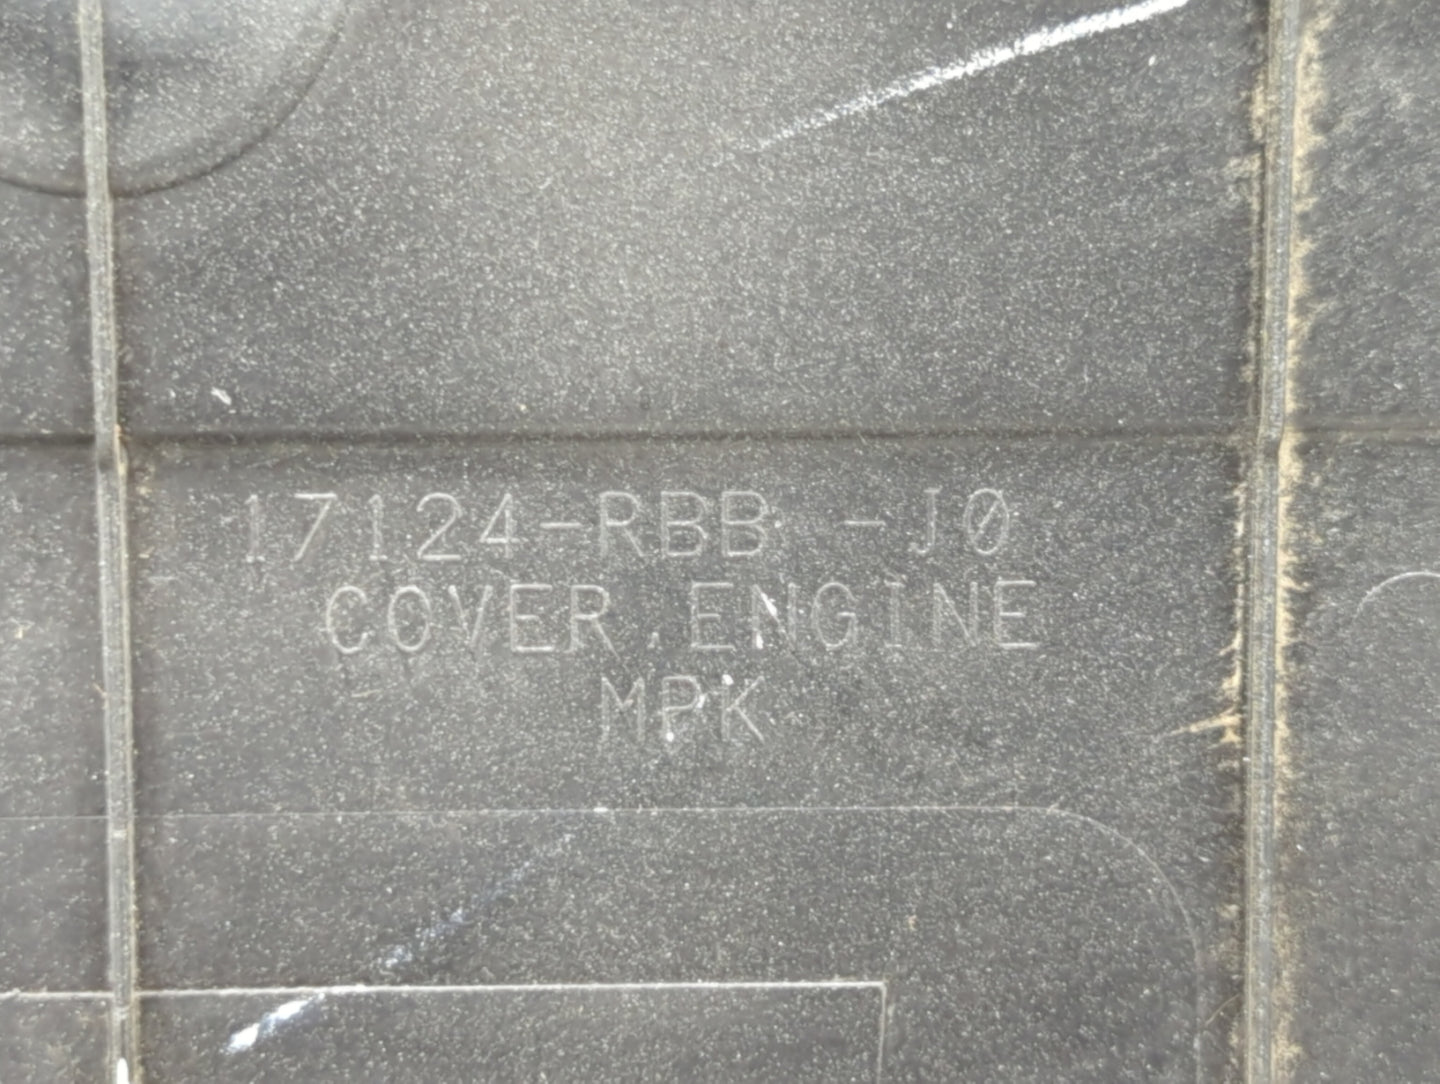 17124-RBB -J0
COVER, ENGINE
MPK